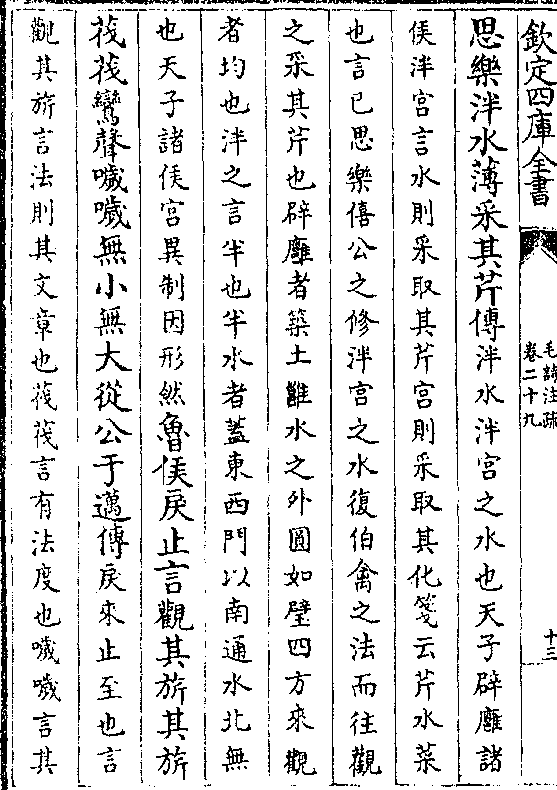 欽定四庫全書
毛詩注疏
卷二十九
十三
思樂泮水薄采其芹傳泮水泮宮之水也天子辟廱諸
侯泮宮言水則采取其芹宮則采取其化箋云芹水菜
也言已思樂僖公之修泮宮之水復伯禽之法而往觀
之采其芹也辟廱者築土雝水之外圓如璧四方來觀
者均也泮之言半也半水者蓋東西門以南通水北無
也天子諸侯宮異制因形然魯侯戾止言觀其旂其旂
茷茷鸞聲噦噦無小無大從公于邁傳戾來止至也言
觀其旂言法則其文章也茷茷言有法度也噦噦言其